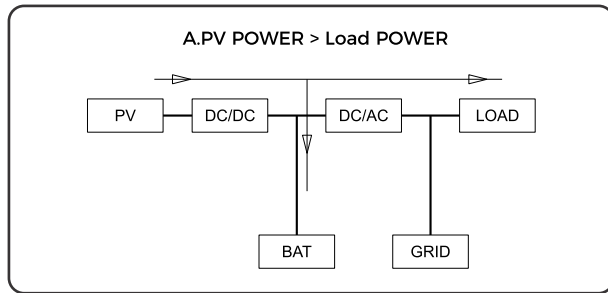 A.PV POWER > Load POWER
PV DC/DC DC/AC LOAD
BAT GRID